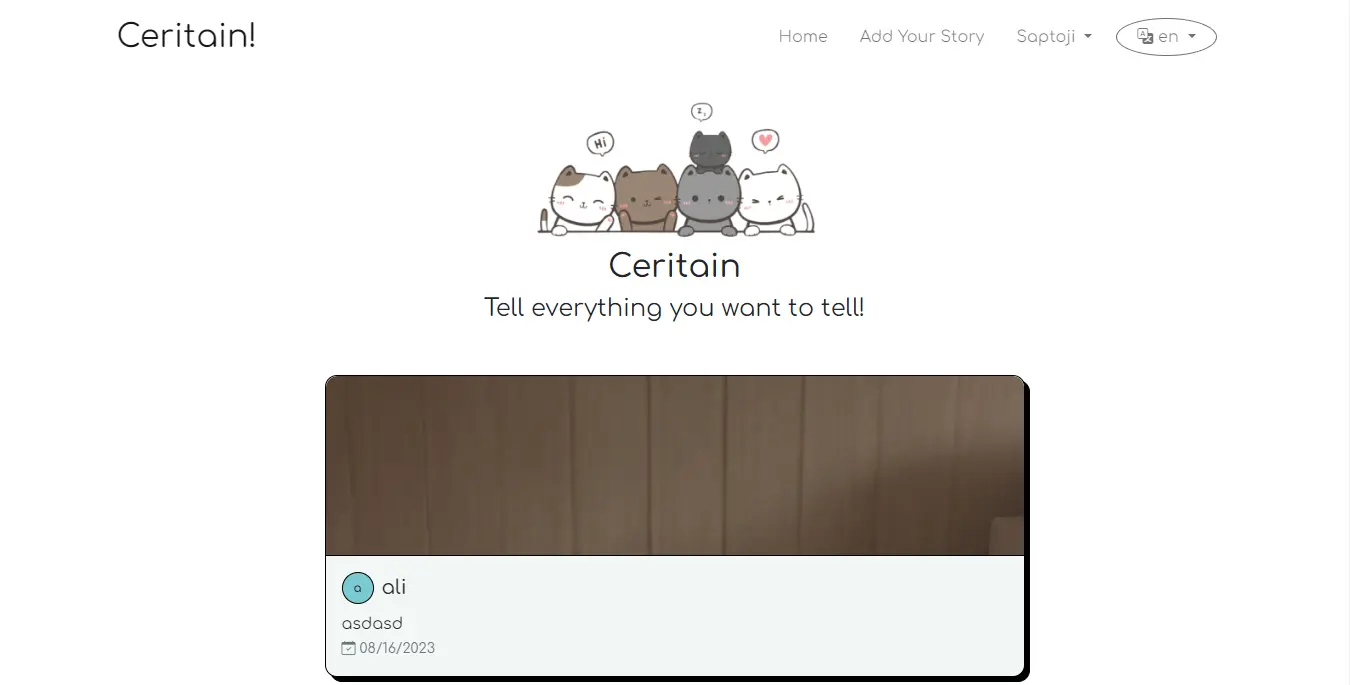 Ceritain!
Home Add Your Story Saptoji en
Hi
z z
Ceritain
Tell everything you want to tell!
a ali
asdasd
08/16/2023